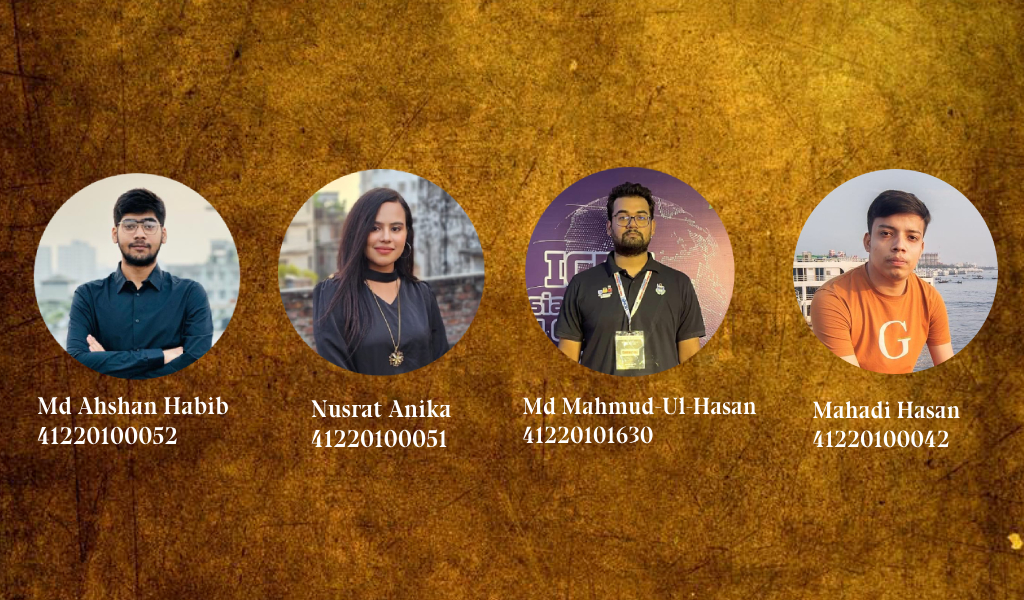 Md Ahshan Habib
41220100052
Nusrat Anika
41220100051
Md Mahmud-Ul-Hasan
41220101630
Mahadi Hasan
41220100042
G